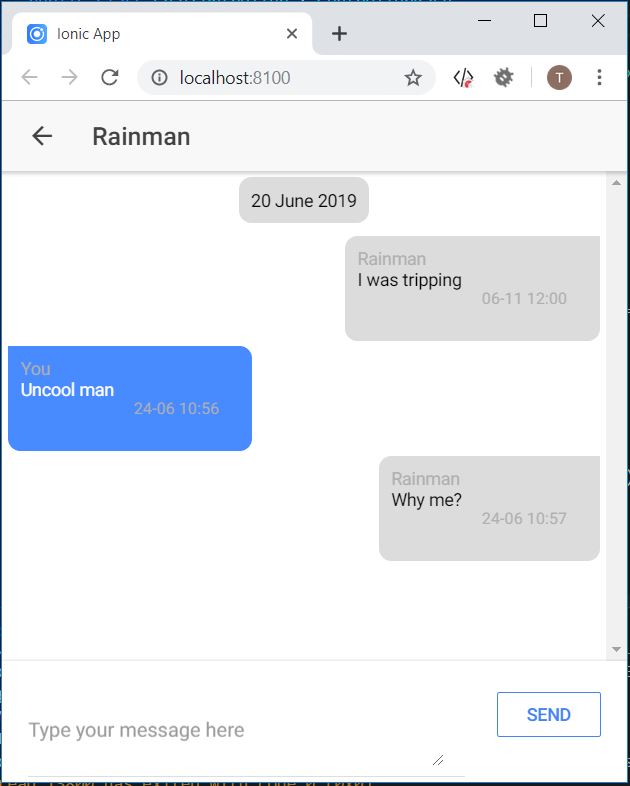 Ionic App
localhost:8100
T
Rainman
20 June 2019
Rainman
I was tripping
06-11 12:00
You
Uncool man
24-06 10:56
Rainman
Why me?
24-06 10:57
Type your message here
SEND